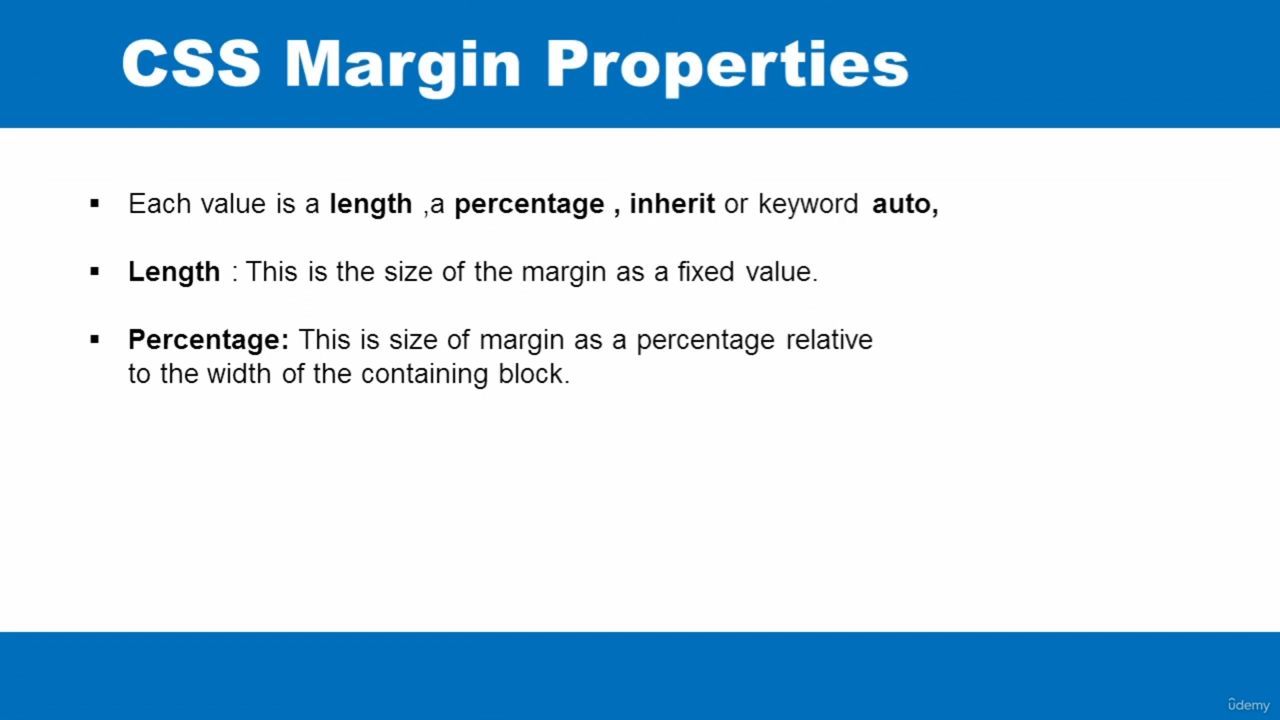 CSS Margin Properties
▪ Each value is a length ,a percentage , inherit or keyword auto,
▪ Length : This is the size of the margin as a fixed value.
▪ Percentage: This is size of margin as a percentage relative
to the width of the containing block.
ûdemy